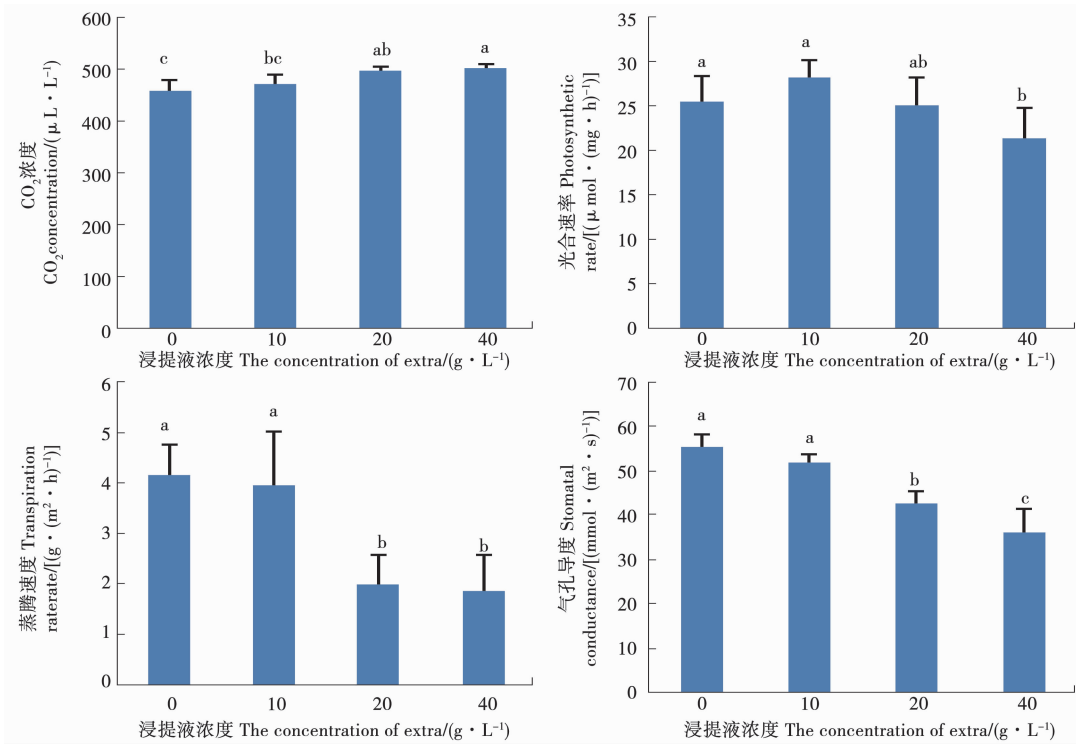 600
500
400
300
200
100
0
c
bc
ab
a
0 10 20 40
浸提液浓度 The concentration of extra/(g·L⁻¹)
CO₂浓度
CO₂concentration/(μL·L⁻¹)
35
30
25
20
15
10
5
0
a
a
ab
b
0 10 20 40
浸提液浓度 The concentration of extra/(g·L⁻¹)
光合速率 Photosynthetic
rate/[(μmol·(mg·h)⁻¹)]
6
5
4
3
2
1
0
a
a
b
b
0 10 20 40
浸提液浓度 The concentration of extra/(g·L⁻¹)
蒸腾速度 Transpiration
raterate/[(g·(m²·h)⁻¹)]
70
60
50
40
30
20
10
0
a
a
b
c
0 10 20 40
浸提液浓度 The concentration of extra/(g·L⁻¹)
气孔导度 Stomatal
conductance/[(mmol·(m²·s)⁻¹)]